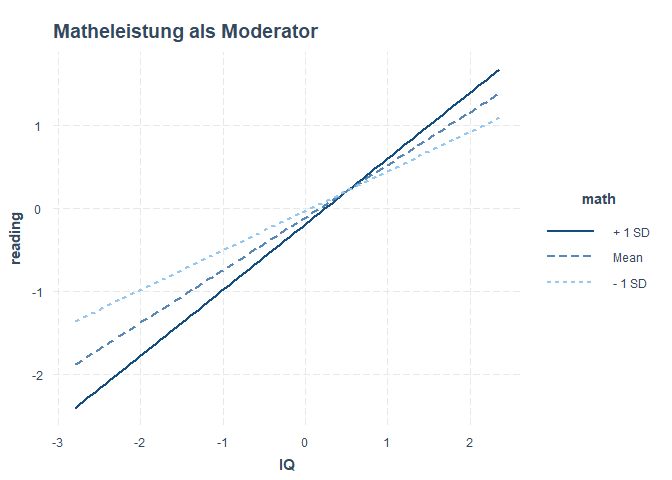 Matheleistung als Moderator
reading
1
0
-1
-2
-3
-2
-1
0
1
2
IQ
math
+ 1 SD
Mean
- 1 SD